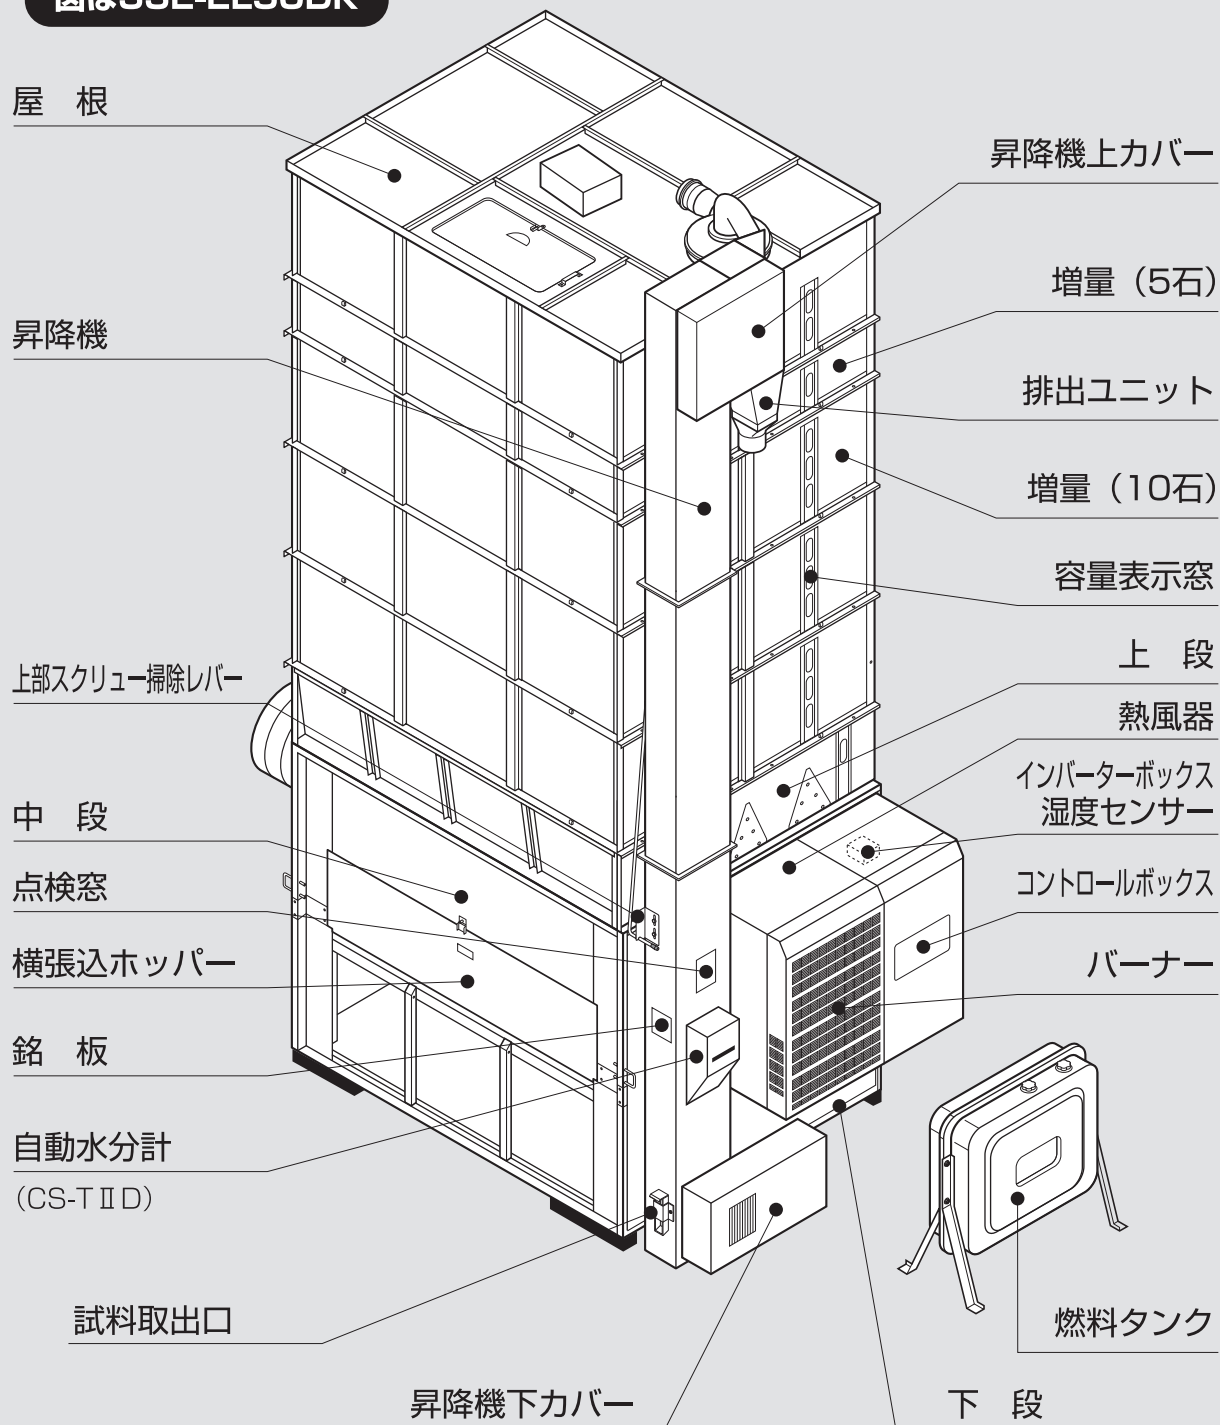 屋　根
昇降機
上部スクリュー掃除レバー
中　段
点検窓
横張込ホッパー
銘　板
自動水分計
（CS-TⅡD）
試料取出口
昇降機下カバー
昇降機上カバー
増量（5石）
排出ユニット
増量（10石）
容量表示窓
上　段
熱風器
インバーターボックス
湿度センサー
コントロールボックス
バーナー
燃料タンク
下　段